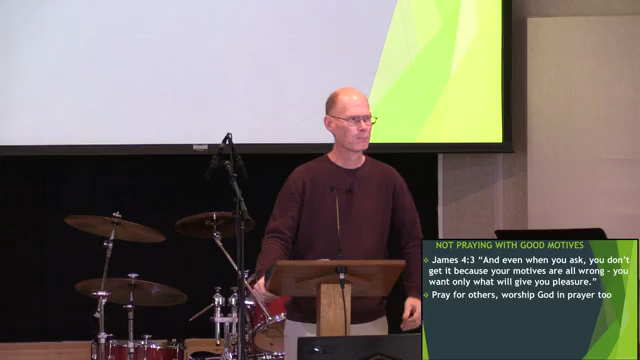 NOT PRAYING WITH GOOD MOTIVES
James 4:3 “And even when you ask, you don’t
get it because your motives are all wrong – you
want only what will give you pleasure.”
Pray for others, worship God in prayer too